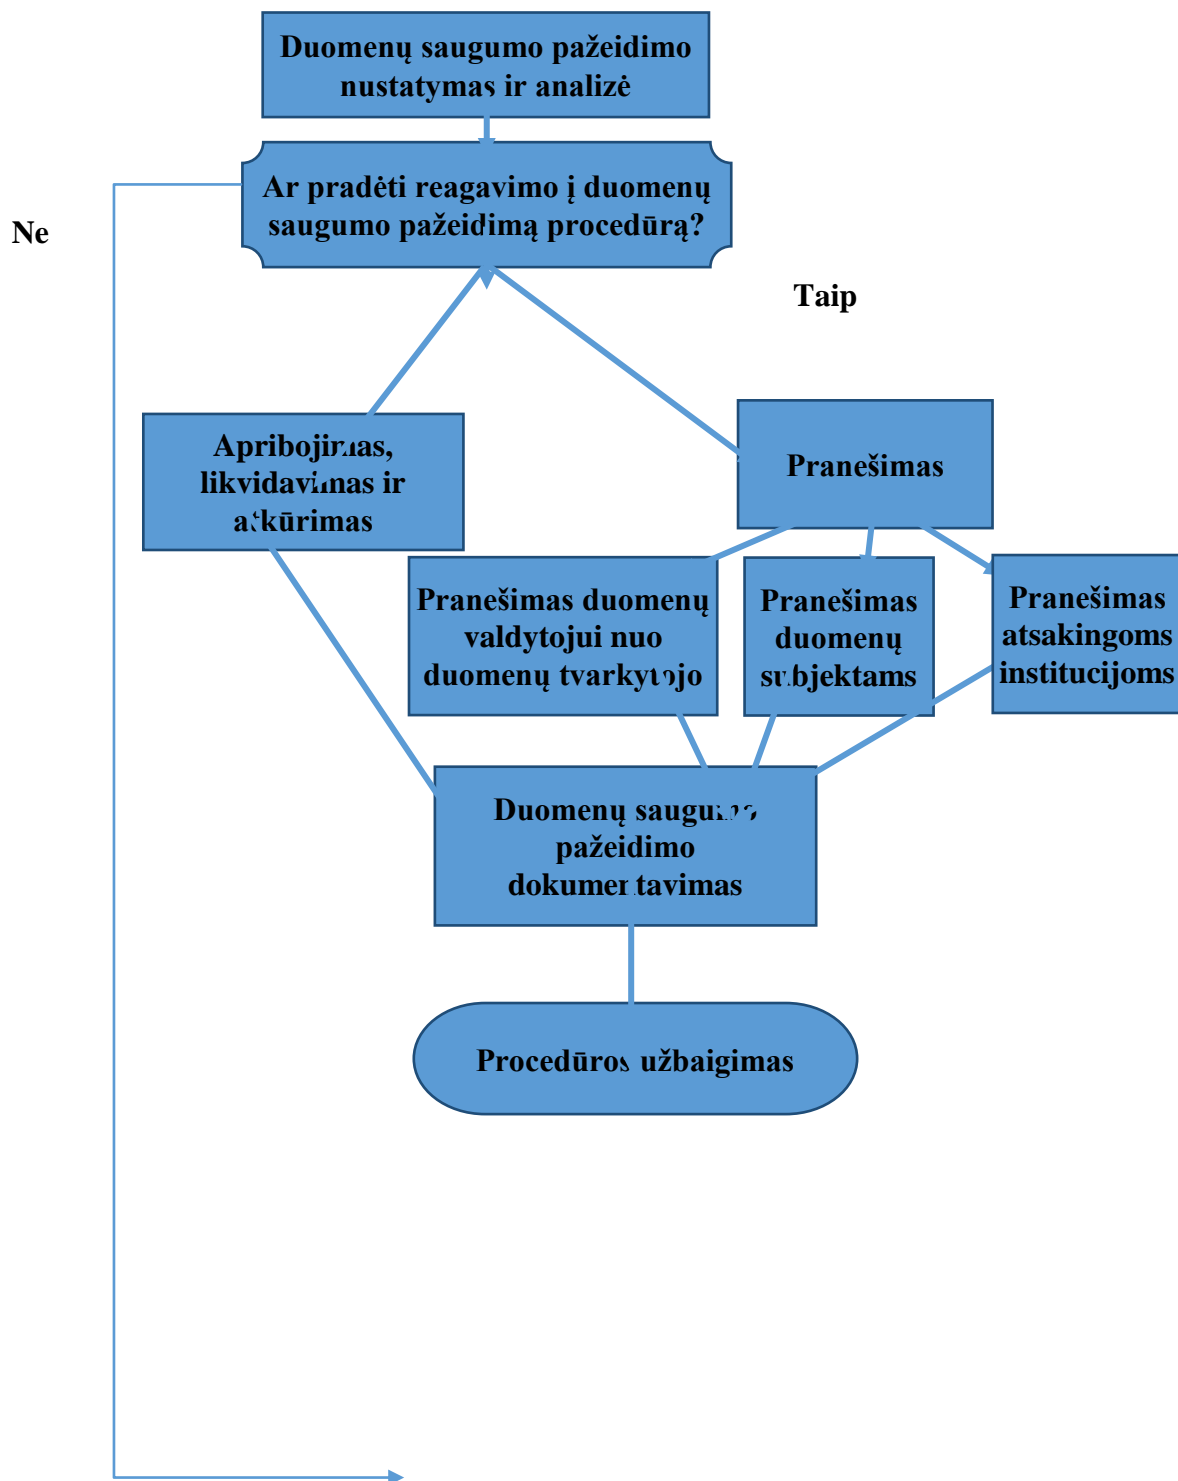 Duomenų saugumo pažeidimo
nustatymas ir analizė
Ar pradėti reagavimo į duomenų
saugumo pažeidimą procedūrą?
Ne
Taip
Apribojimas,
likvidavimas ir
atkūrimas
Pranešimas
Pranešimas duomenų
valdytojui nuo
duomenų tvarkytojo
Pranešimas
duomenų
subjektams
Pranešimas
atsakingoms
institucijoms
Duomenų saugumo
pažeidimo
dokumentavimas
Procedūros užbaigimas